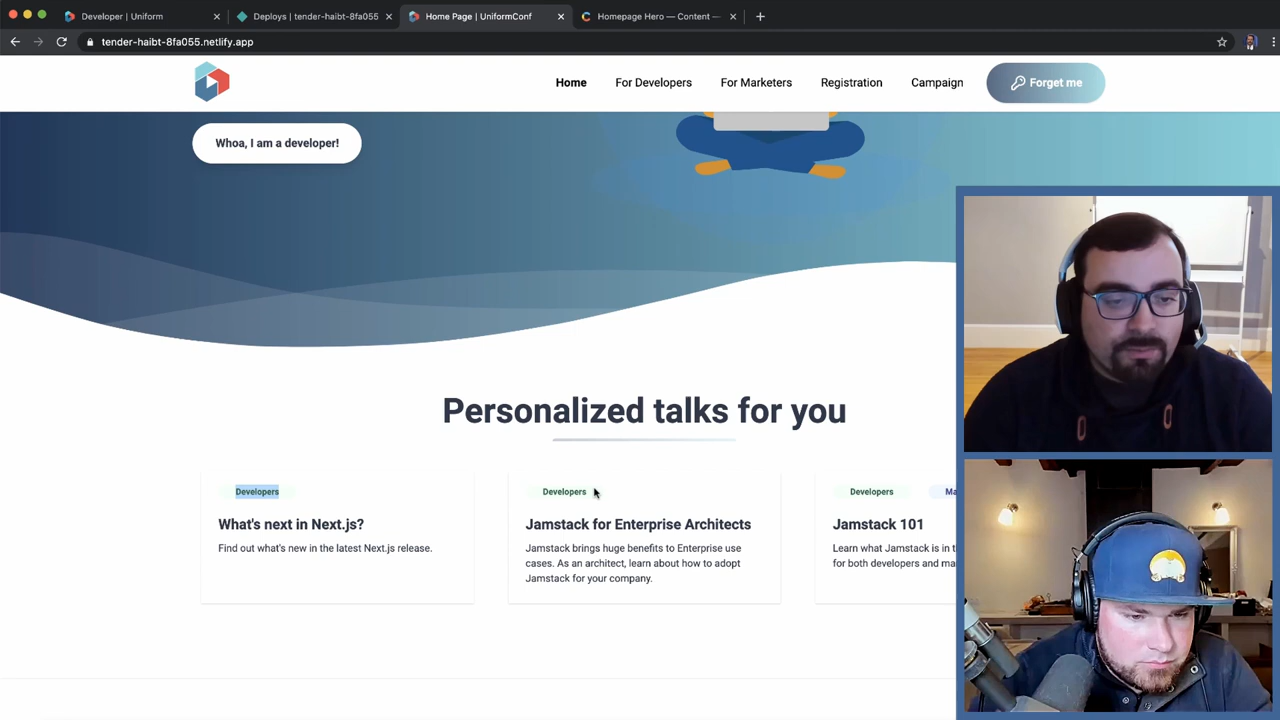 Developer | Uniform
Deploys | tender-haibt-8fa055
Home Page | UniformConf
Homepage Hero — Content —
tender-haibt-8fa055.netlify.app
Home
For Developers
For Marketers
Registration
Campaign
Forget me
Whoa, I am a developer!
Personalized talks for you
Developers
What's next in Next.js?
Find out what's new in the latest Next.js release.
Developers
Jamstack for Enterprise Architects
Jamstack brings huge benefits to Enterprise use
cases. As an architect, learn about how to adopt
Jamstack for your company.
Developers
Ma
Jamstack 101
Learn what Jamstack is in t
for both developers and ma